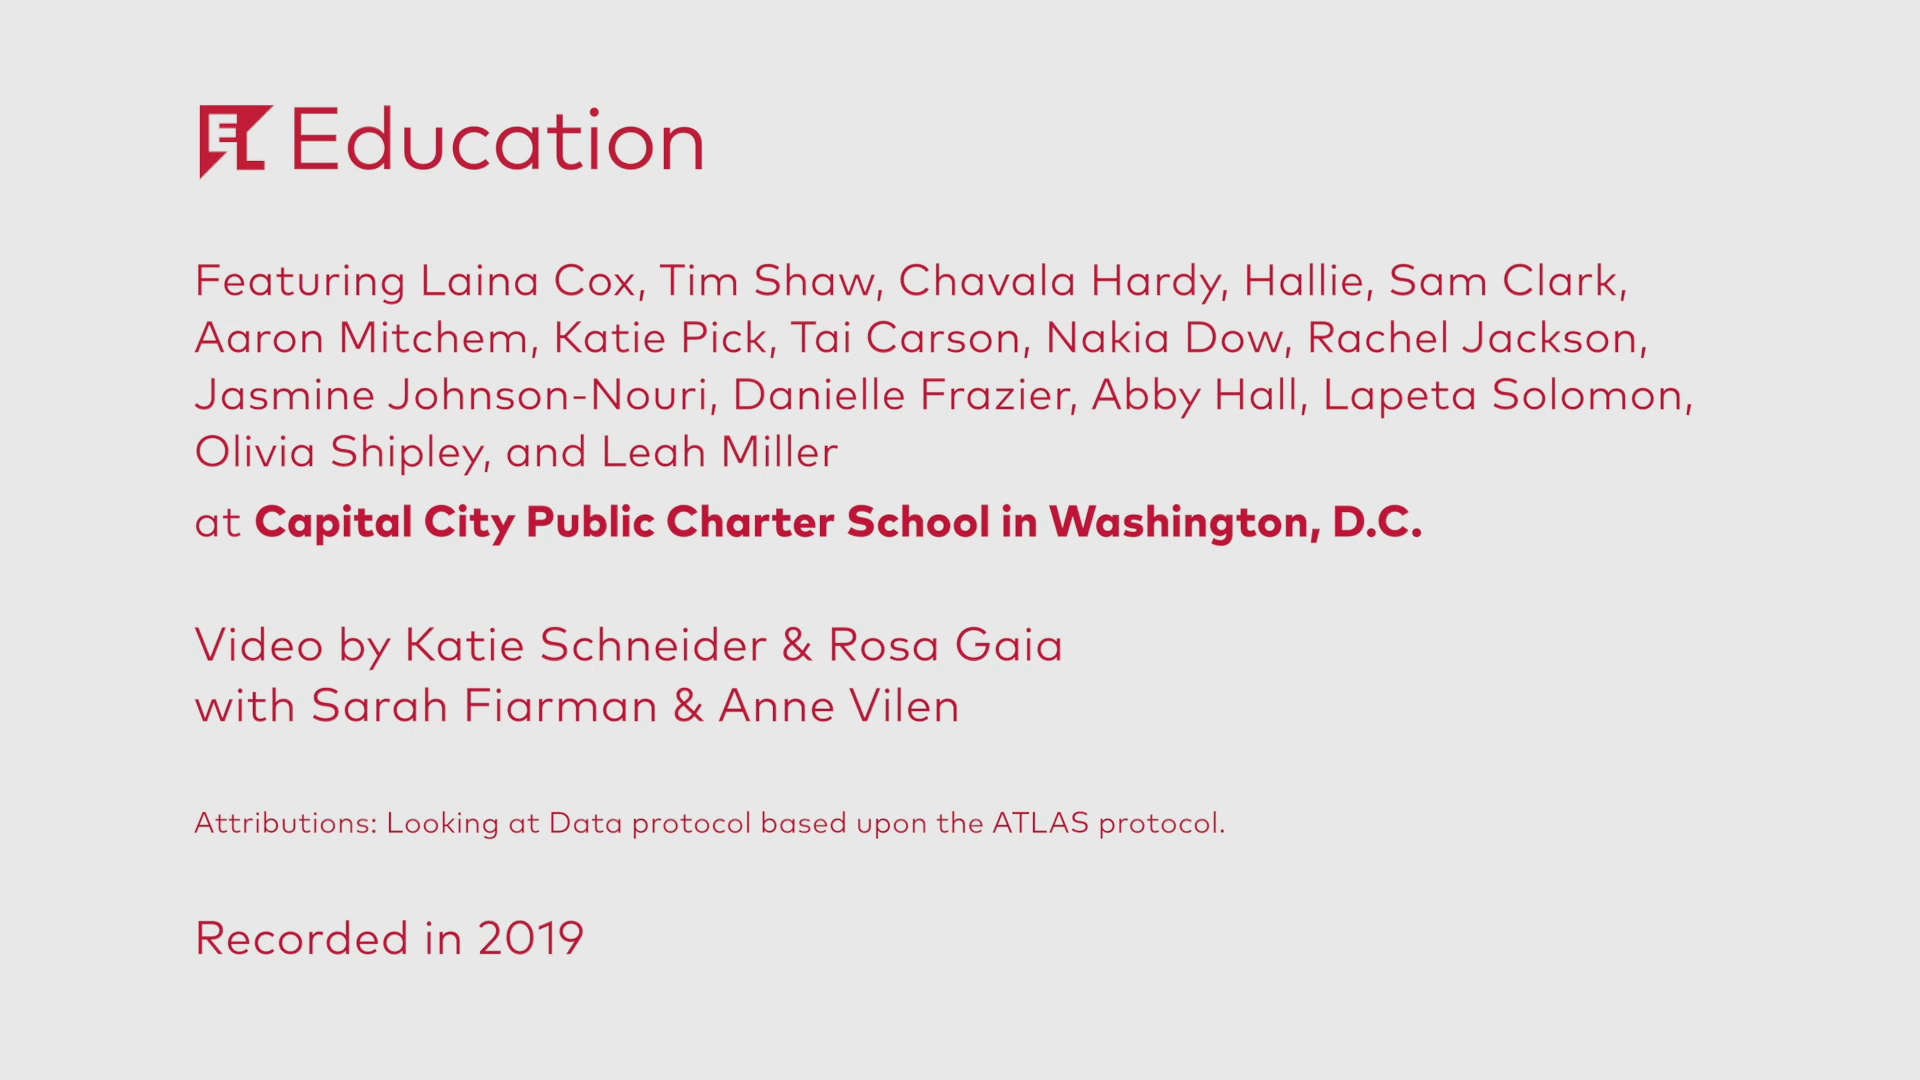 EL Education
Featuring Laina Cox, Tim Shaw, Chavala Hardy, Hallie, Sam Clark,
Aaron Mitchem, Katie Pick, Tai Carson, Nakia Dow, Rachel Jackson,
Jasmine Johnson-Nouri, Danielle Frazier, Abby Hall, Lapeta Solomon,
Olivia Shipley, and Leah Miller
at Capital City Public Charter School in Washington, D.C.
Video by Katie Schneider & Rosa Gaia
with Sarah Fiarman & Anne Vilen
Attributions: Looking at Data protocol based upon the ATLAS protocol.
Recorded in 2019